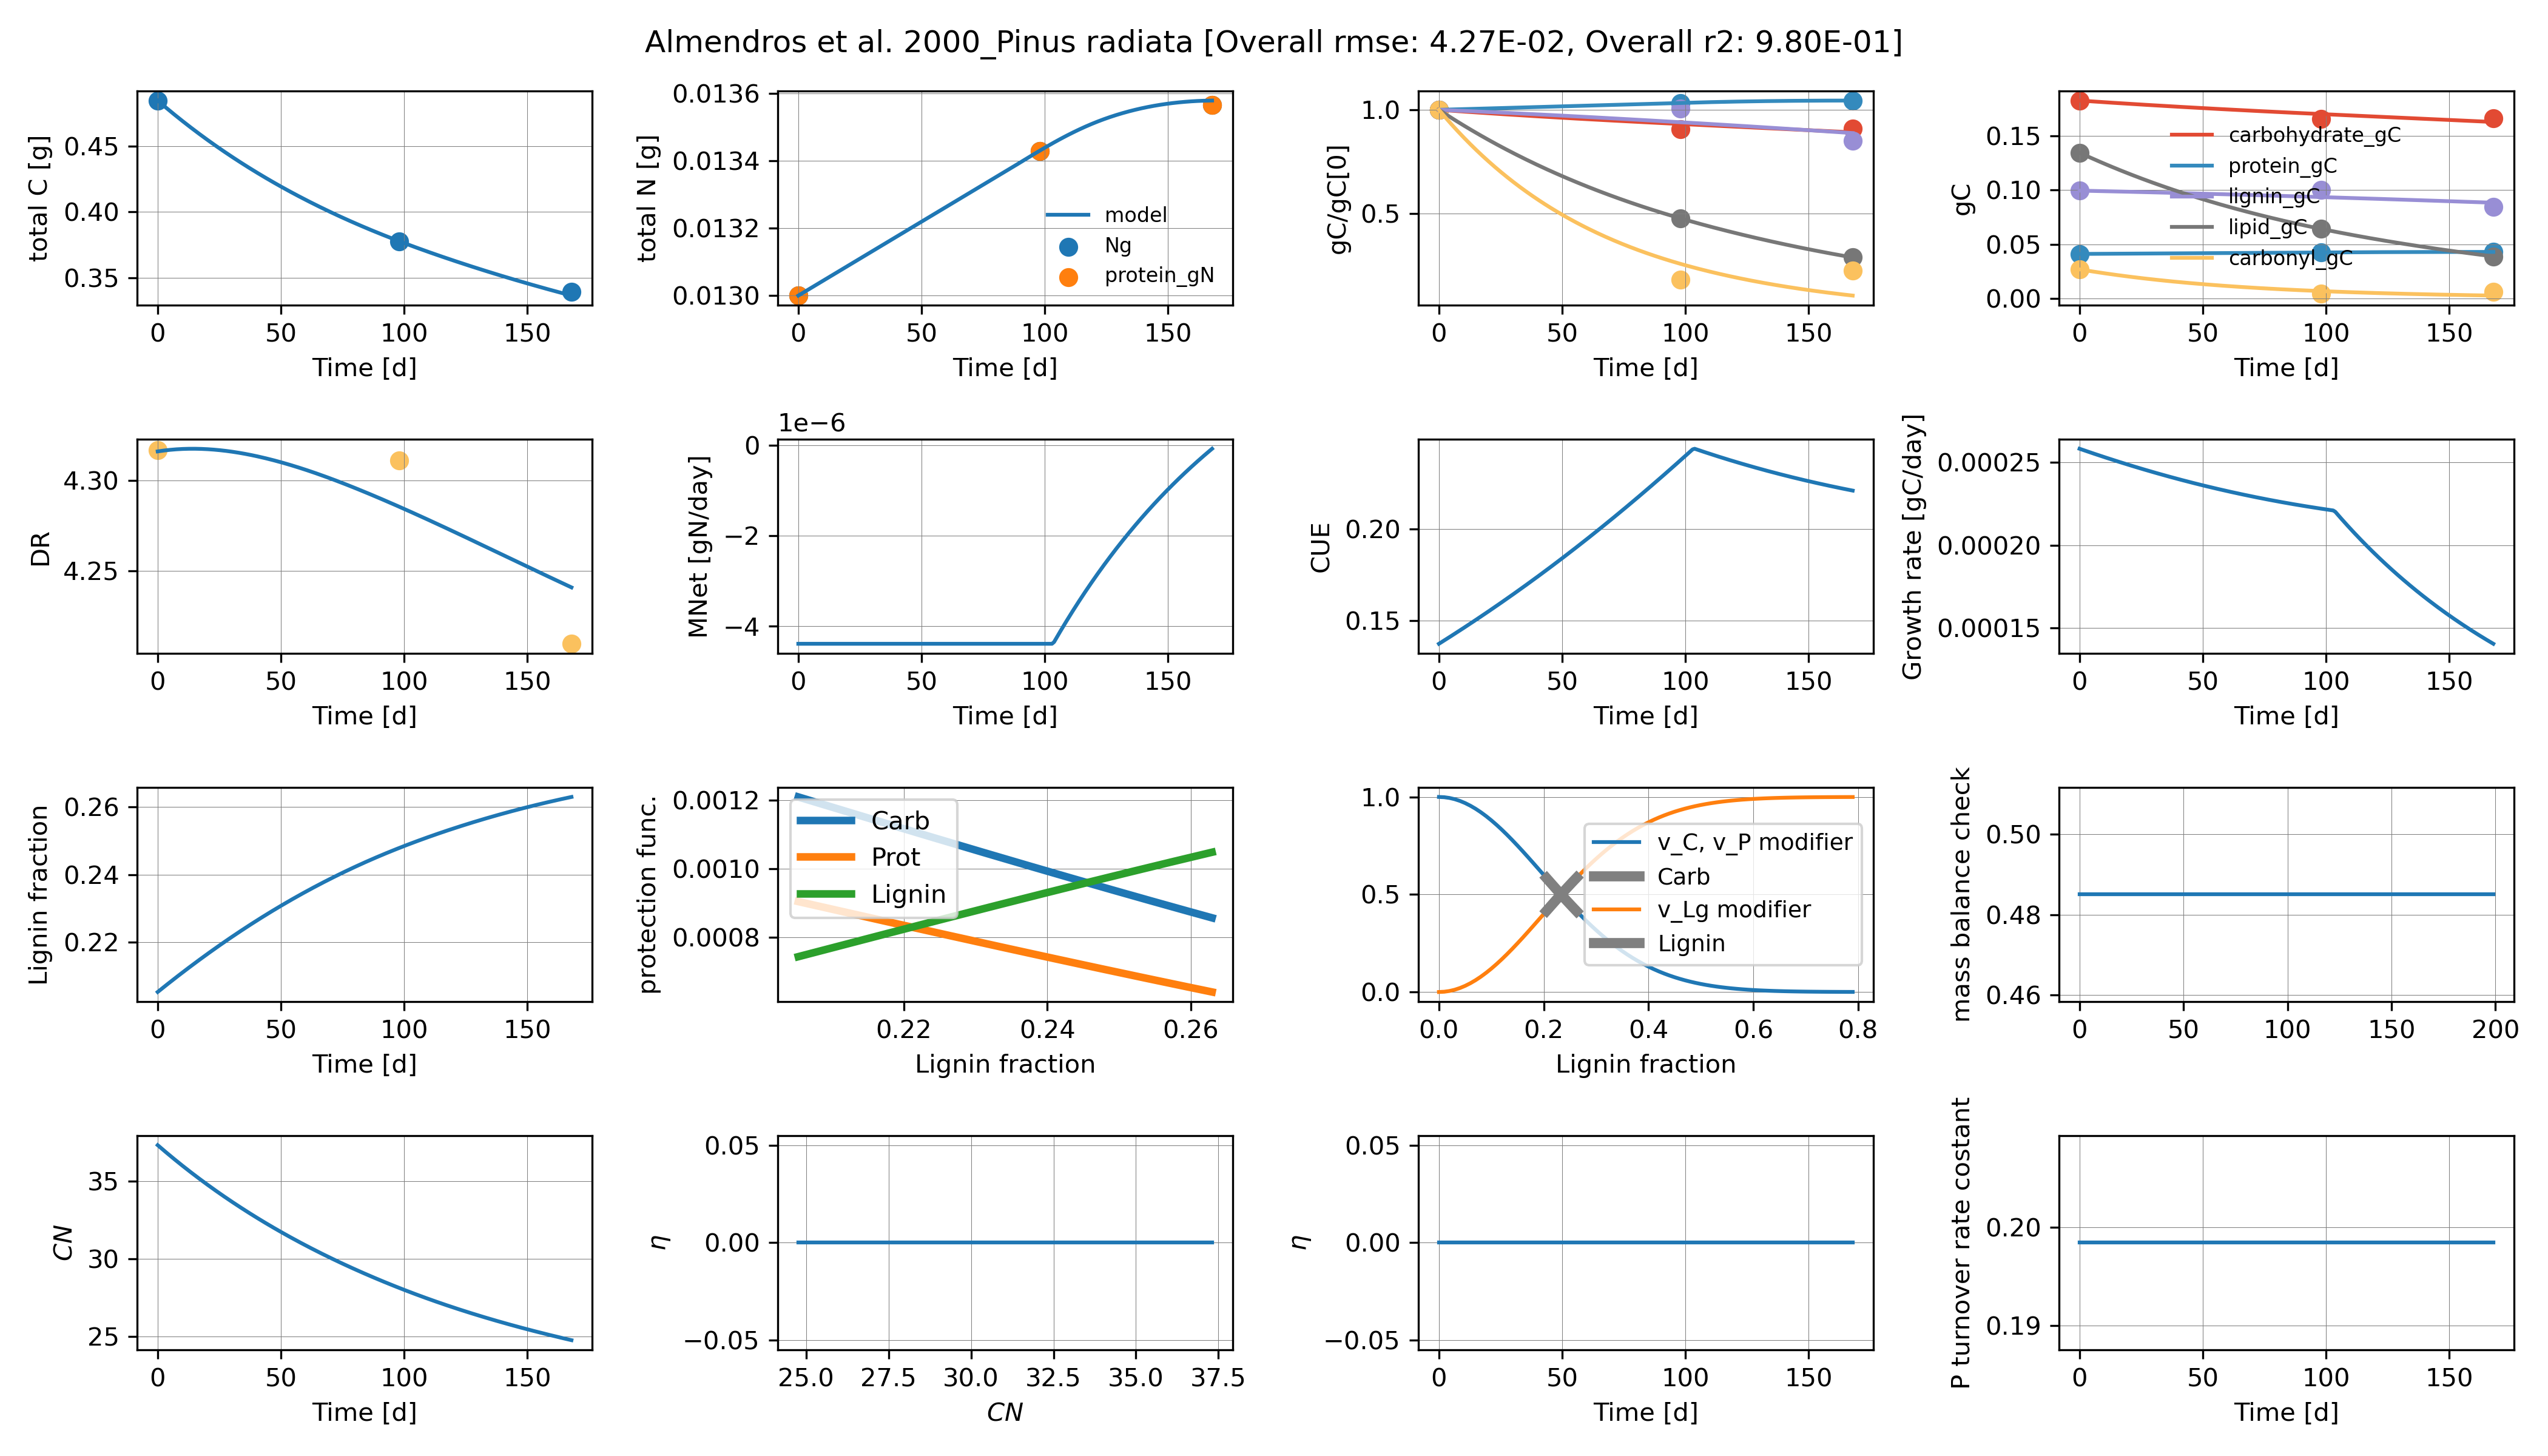 Almendros et al. 2000_Pinus radiata [Overall rmse: 4.27E-02, Overall r2: 9.80E-01]
total C [g]
0.45
0.40
0.35
0 50 100 150
Time [d]
total N [g]
0.0136
0.0134
0.0132
0.0130
model
Ng
protein_gN
0 50 100 150
Time [d]
gC/gC[0]
1.0
0.5
0 50 100 150
Time [d]
gC
0.15
0.10
0.05
0.00
carbohydrate_gC
protein_gC
lignin_gC
lipid_gC
carbonyl_gC
0 50 100 150
Time [d]
DR
4.30
4.25
0 50 100 150
Time [d]
1e−6
MNet [gN/day]
0
−2
−4
0 50 100 150
Time [d]
CUE
0.20
0.15
0 50 100 150
Time [d]
Growth rate [gC/day]
0.00025
0.00020
0.00015
0 50 100 150
Time [d]
Lignin fraction
0.26
0.24
0.22
0 50 100 150
Time [d]
protection func.
0.0012
0.0010
0.0008
Carb
Prot
Lignin
0.22 0.24 0.26
Lignin fraction
1.0
0.5
0.0
v_C, v_P modifier
Carb
v_Lg modifier
Lignin
0.0 0.2 0.4 0.6 0.8
Lignin fraction
mass balance check
0.50
0.48
0.46
0 50 100 150 200
CN
35
30
25
0 50 100 150
Time [d]
η
0.05
0.00
−0.05
25.0 27.5 30.0 32.5 35.0 37.5
CN
η
0.05
0.00
−0.05
0 50 100 150
Time [d]
P turnover rate costant
0.20
0.19
0 50 100 150
Time [d]